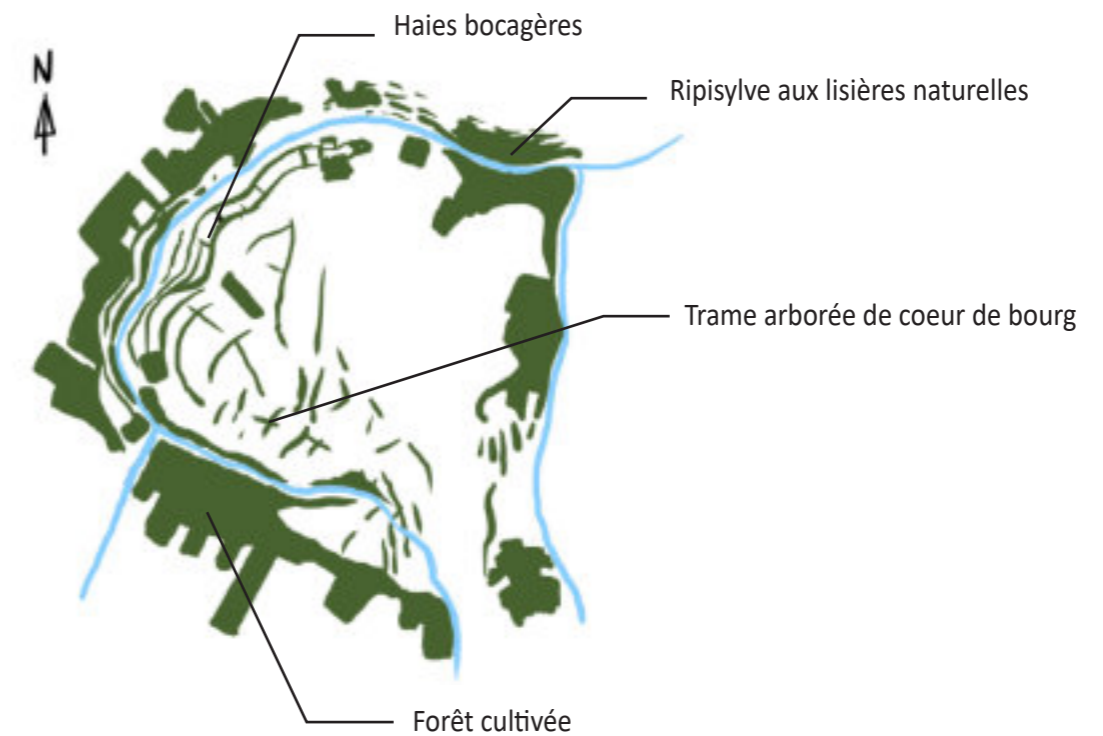 Haies bocagères
N
Ripisylve aux lisières naturelles
Trame arborée de coeur de bourg
Forêt cultivée